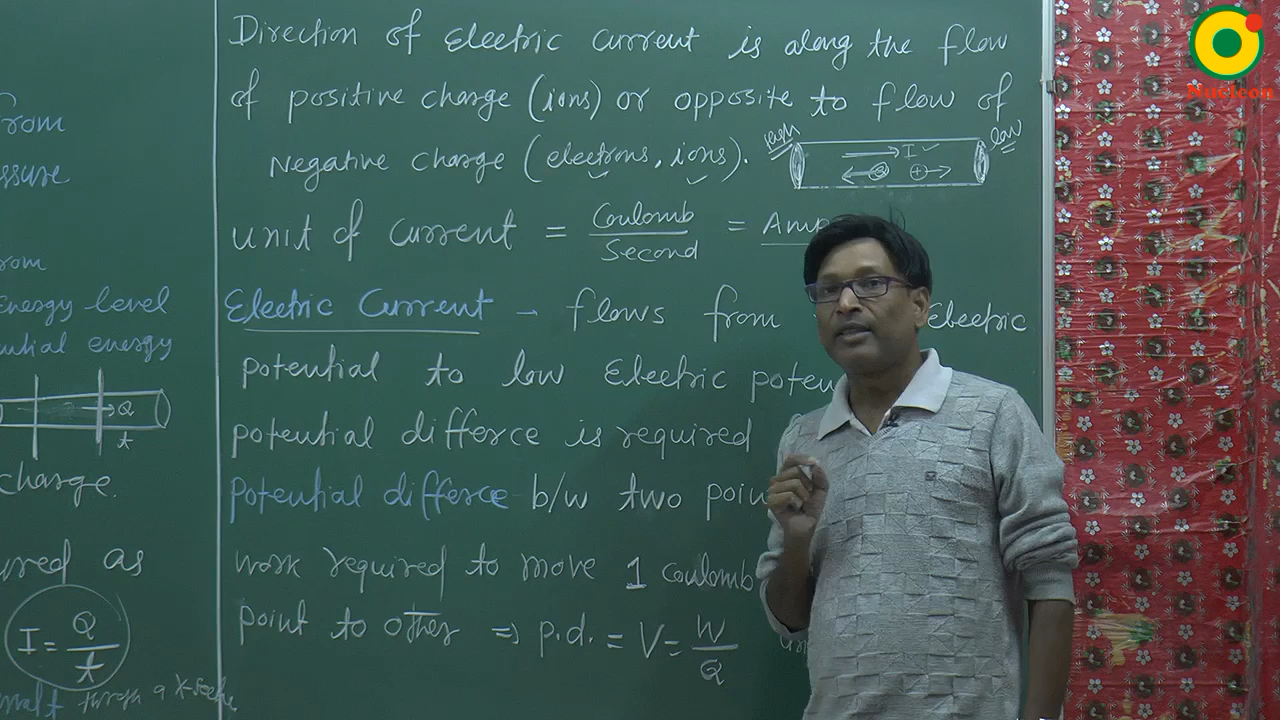 from
ssure
rom
Energy level
ntial energy
Q
t
charge.
ured as
I = Q/t
through a
Direction of Electric Current is along the flow
of positive charge (ions) or opposite to flow of
Negative charge (electrons, ions).
high
low
I
-
+
unit of current = Coulomb/Second = Amp
Electric Current → flows from Electric
potential to low Electric poten
potential differce is required
potential differce b/w two poin
work required to move 1 Coulomb
point to other ⇒ p.d. = V = W/Q
Nucleon